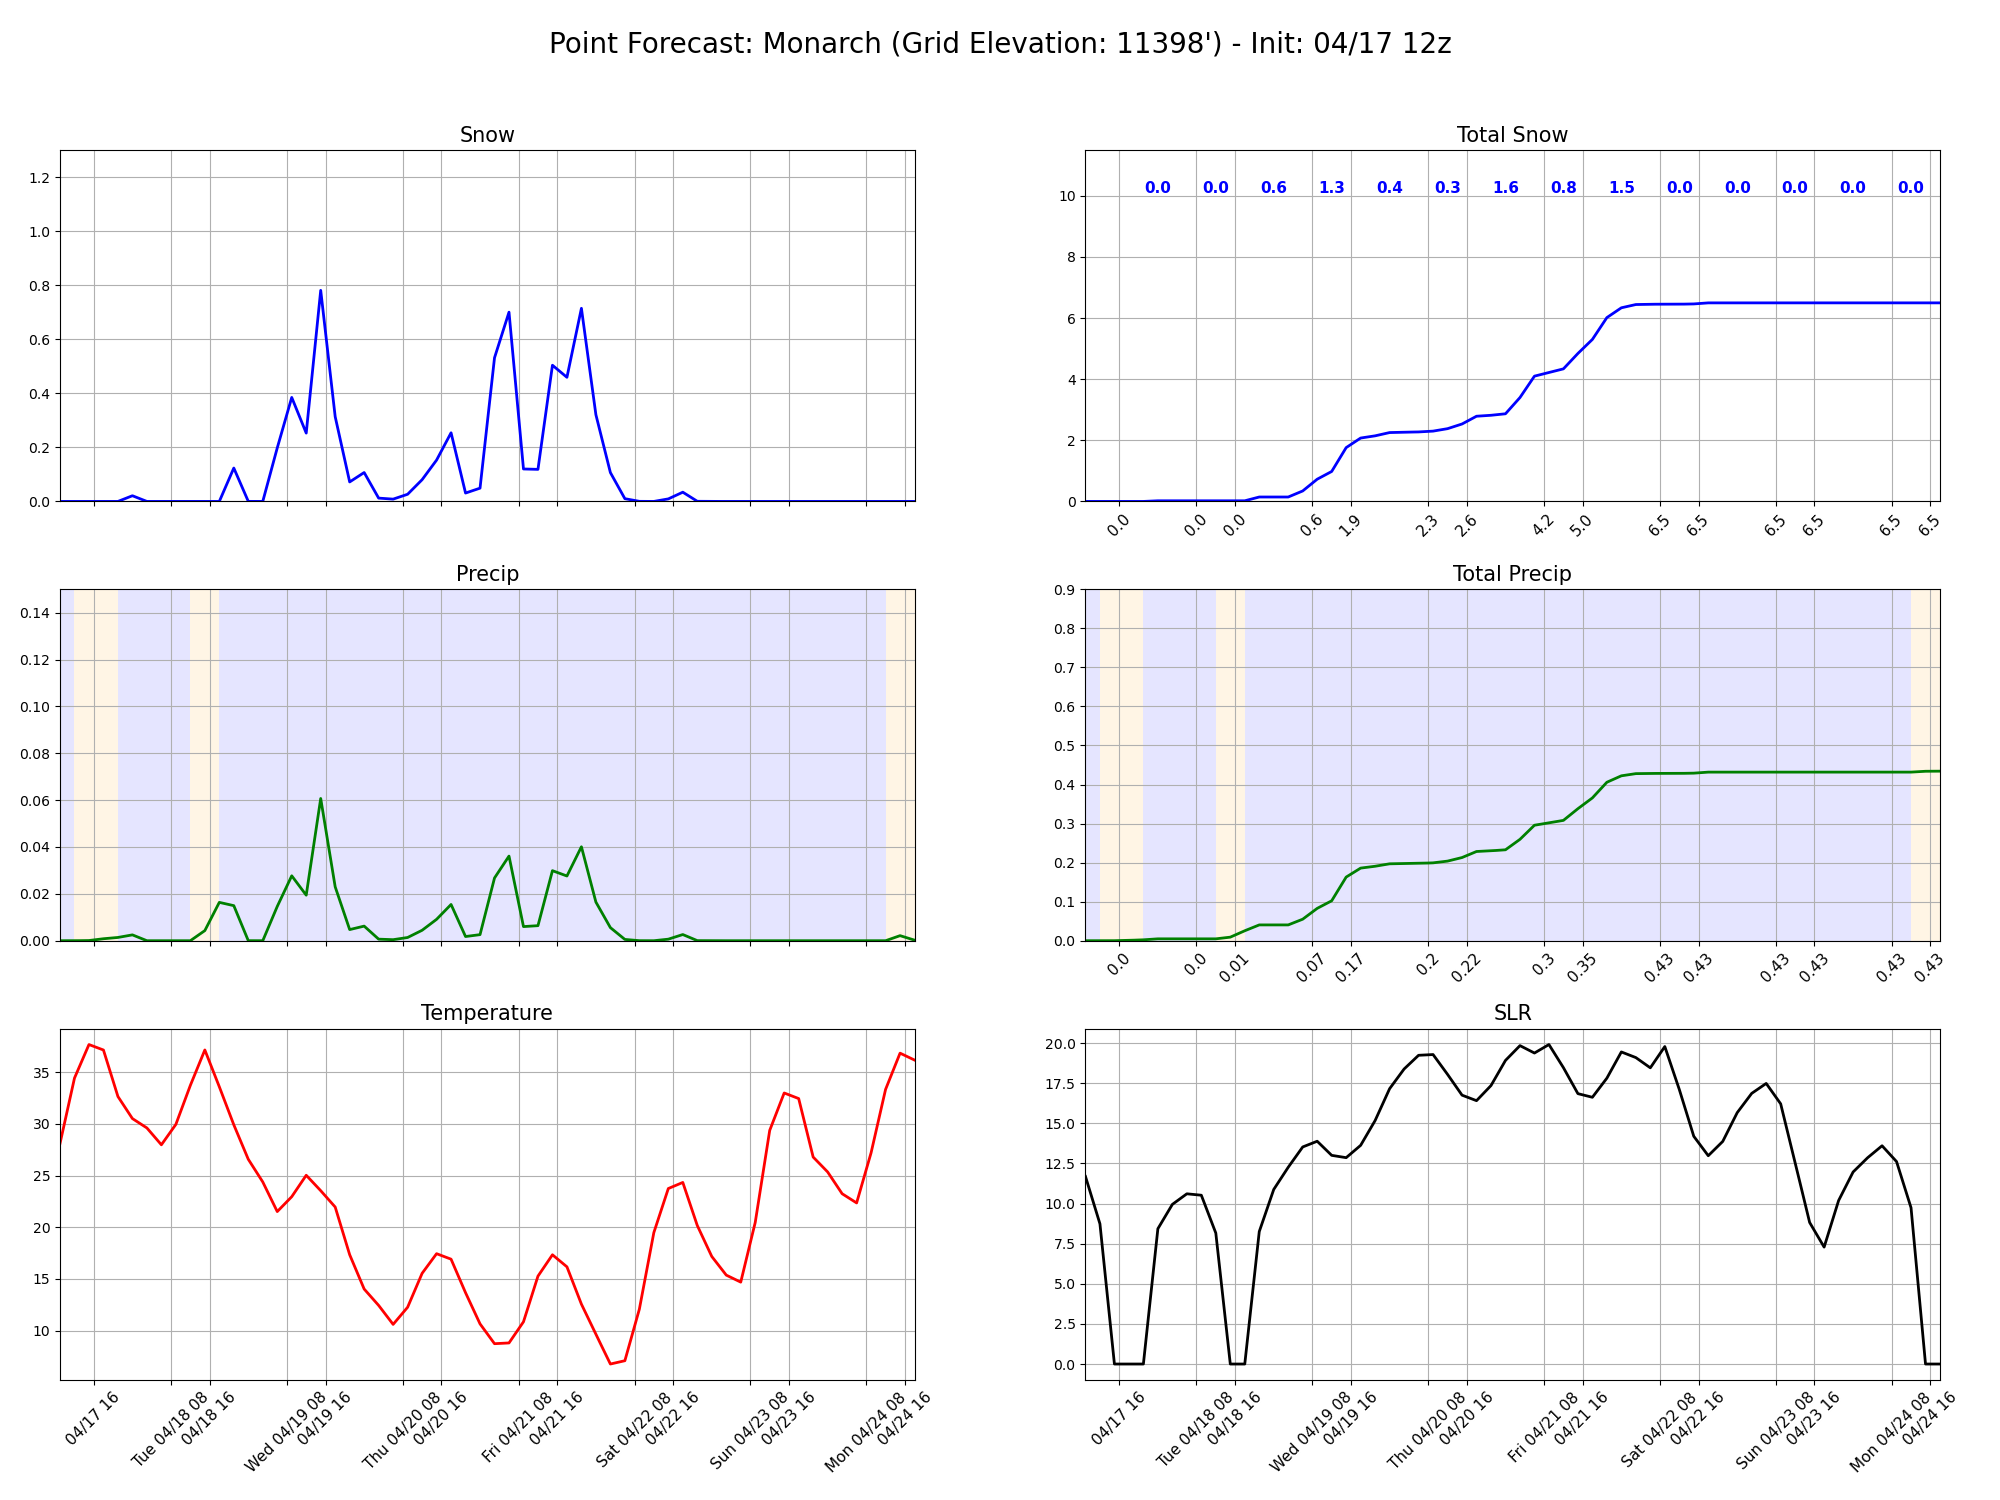 Point Forecast: Monarch (Grid Elevation: 11398') - Init: 04/17 12z
Snow
1.2
1.0
0.8
0.6
0.4
0.2
0.0
Total Snow
0.0 0.0 0.6 1.3 0.4 0.3 1.6 0.8 1.5 0.0 0.0 0.0 0.0 0.0
10
8
6
4
2
0
0.0 0.0 0.0 0.6 1.9 2.3 2.6 4.2 5.0 6.5 6.5 6.5 6.5 6.5 6.5
Precip
0.14
0.12
0.10
0.08
0.06
0.04
0.02
0.00
Total Precip
0.9
0.8
0.7
0.6
0.5
0.4
0.3
0.2
0.1
0.0
0.0 0.0 0.01 0.07 0.17 0.2 0.22 0.3 0.35 0.43 0.43 0.43 0.43 0.43 0.43
Temperature
35
30
25
20
15
10
04/17 16
Tue 04/18 08
04/18 16
Wed 04/19 08
04/19 16
Thu 04/20 08
04/20 16
Fri 04/21 08
04/21 16
Sat 04/22 08
04/22 16
Sun 04/23 08
04/23 16
Mon 04/24 08
04/24 16
SLR
20.0
17.5
15.0
12.5
10.0
7.5
5.0
2.5
0.0
04/17 16
Tue 04/18 08
04/18 16
Wed 04/19 08
04/19 16
Thu 04/20 08
04/20 16
Fri 04/21 08
04/21 16
Sat 04/22 08
04/22 16
Sun 04/23 08
04/23 16
Mon 04/24 08
04/24 16